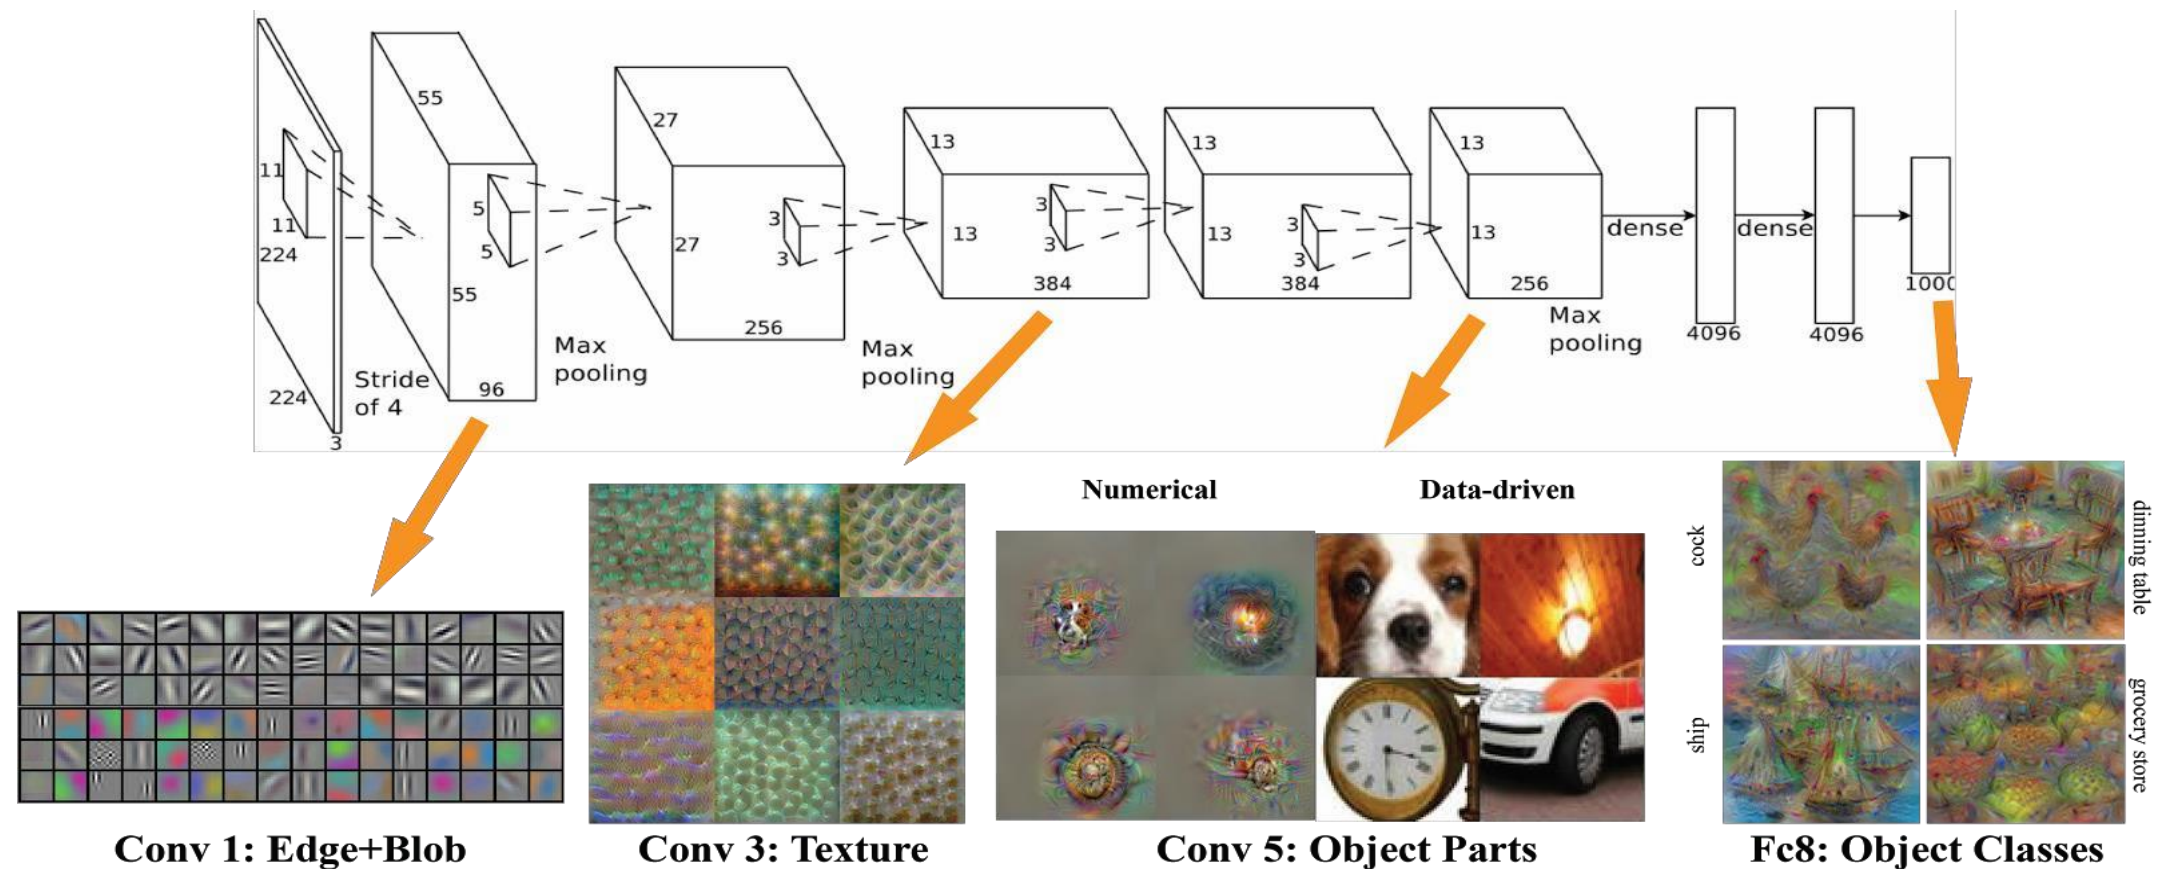 55
27
13
13
13
11
5
3
3
3
11
5
3
3
3
224
55
27
13
13
13
dense
dense
384
384
256
1000
96
256
Stride
of 4
Max
pooling
Max
pooling
Max
pooling
4096
4096
224
3
Numerical
Data-driven
cock
dinning table
ship
grocery store
Conv 1: Edge+Blob
Conv 3: Texture
Conv 5: Object Parts
Fc8: Object Classes